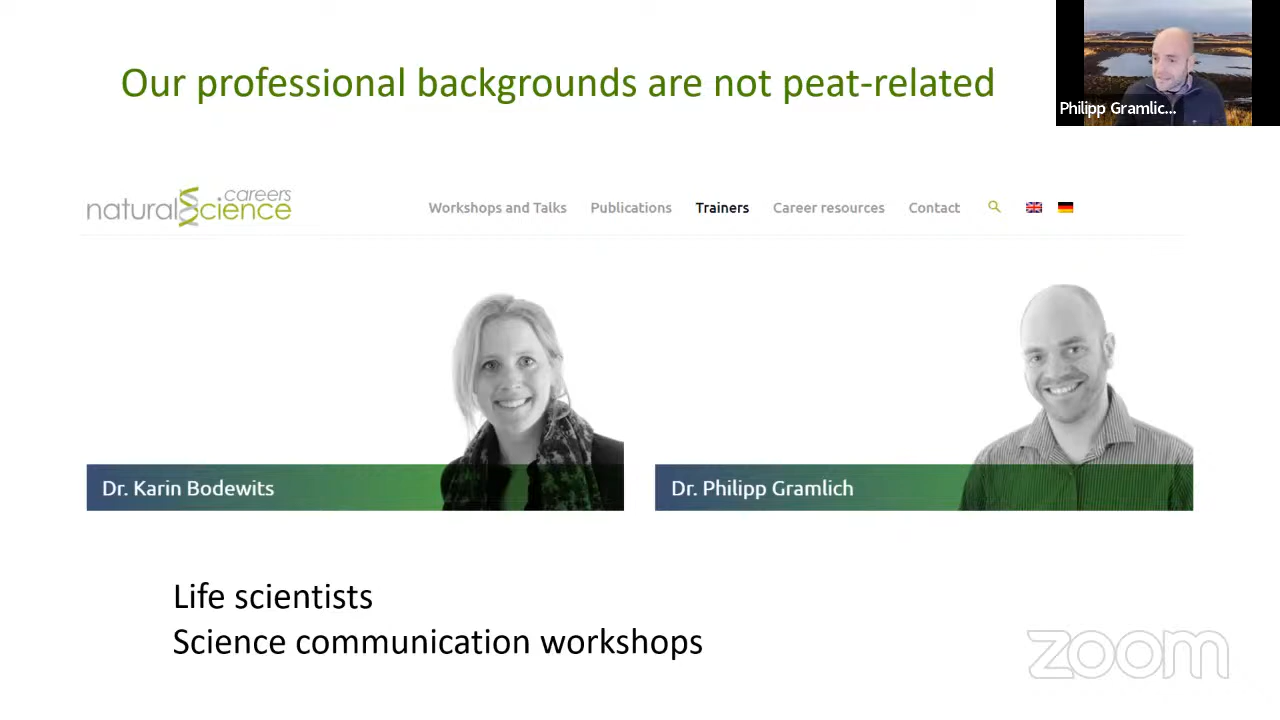 Our professional backgrounds are not peat-related
Philipp Gramlic...
careers
naturalscience
Workshops and Talks Publications Trainers Career resources Contact
Dr. Karin Bodewits
Dr. Philipp Gramlich
Life scientists
Science communication workshops
zoom